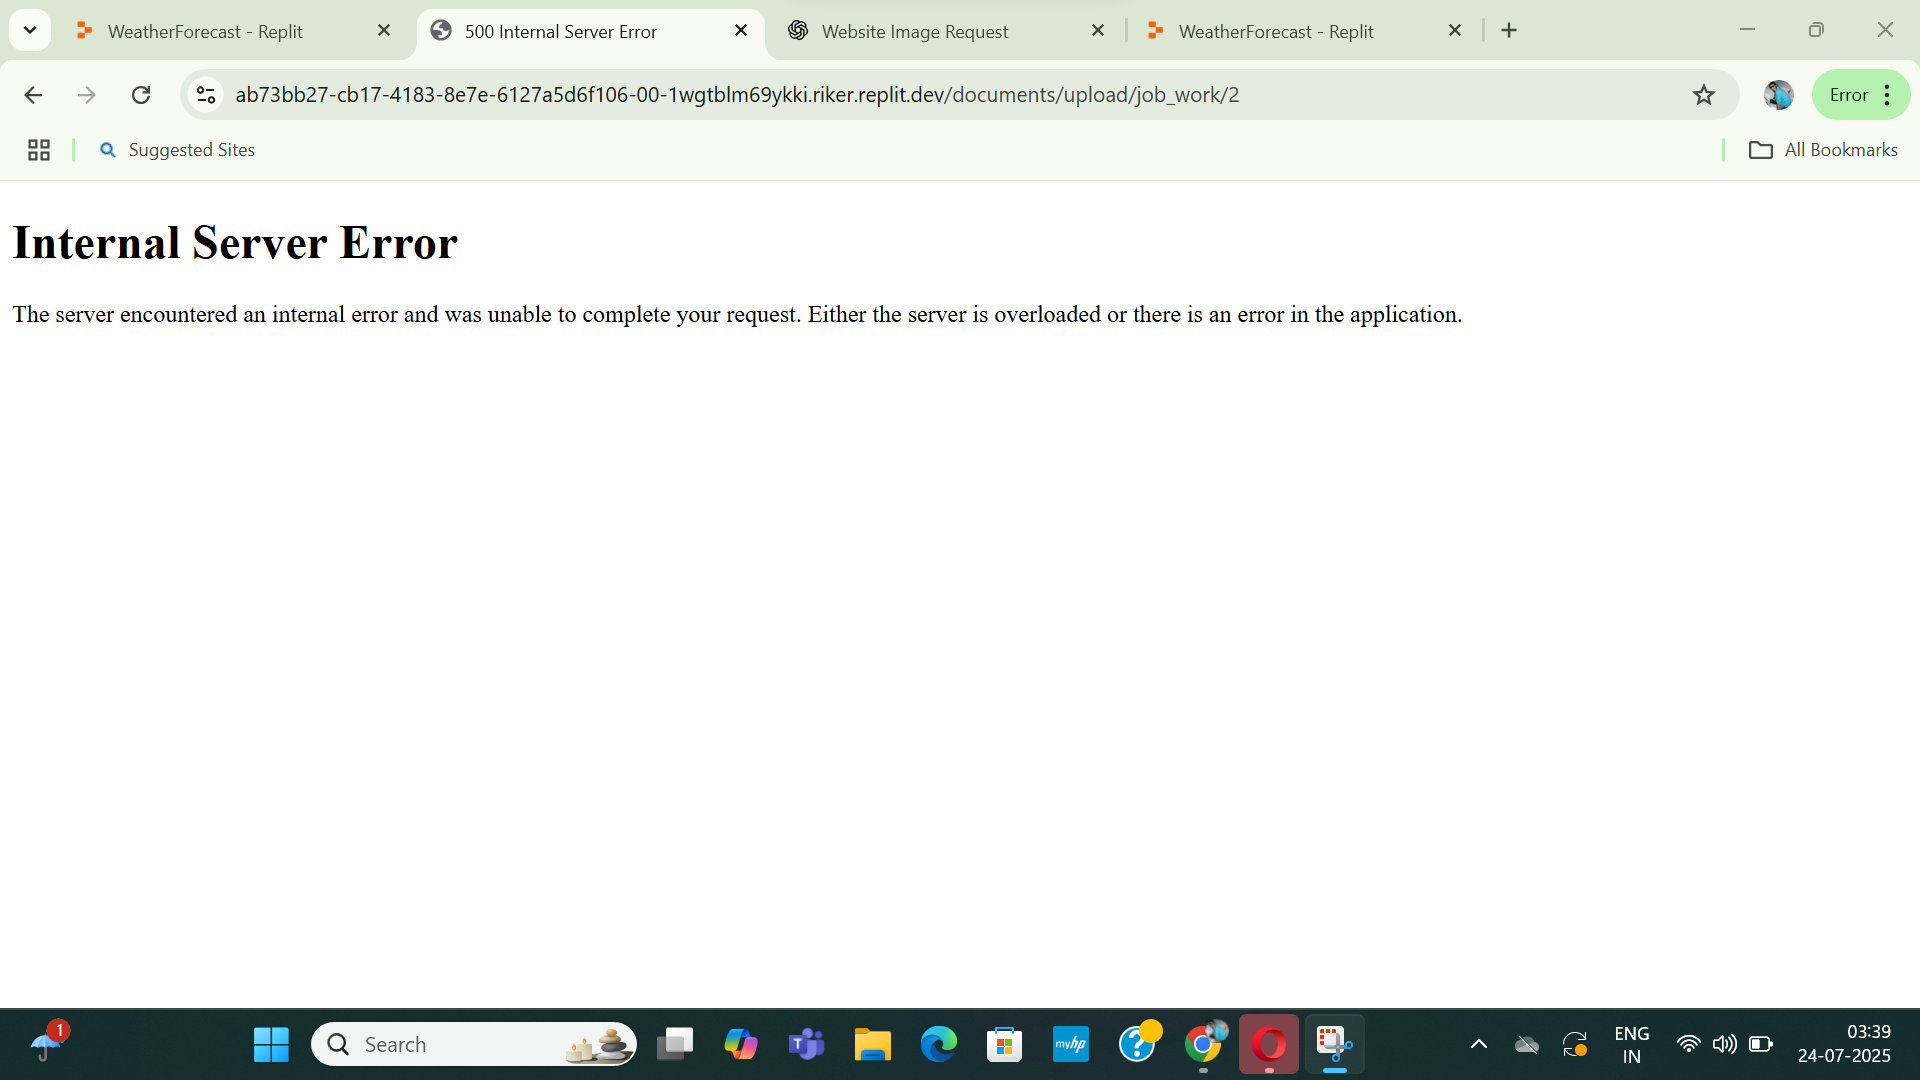 WeatherForecast - Replit
500 Internal Server Error
Website Image Request
WeatherForecast - Replit
ab73bb27-cb17-4183-8e7e-6127a5d6f106-00-1wgtblm69ykki.riker.replit.dev/documents/upload/job_work/2
Error
Suggested Sites
All Bookmarks
Internal Server Error
The server encountered an internal error and was unable to complete your request. Either the server is overloaded or there is an error in the application.
1
Search
T
myhp
?
ENG
IN
03:39
24-07-2025